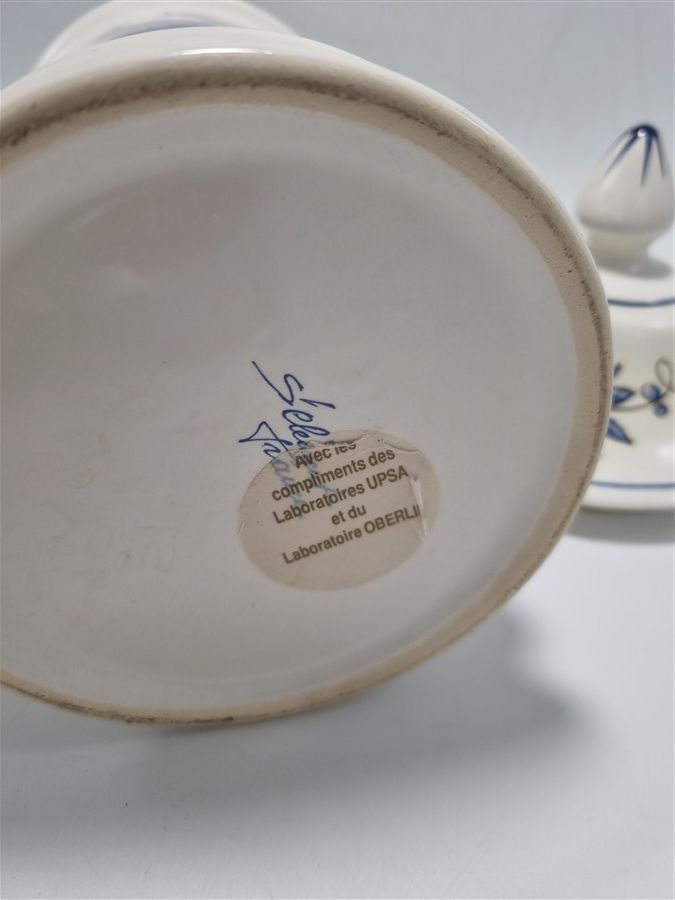 Avec les
compliments des
Laboratoires UPSA
et du
Laboratoire OBERLI